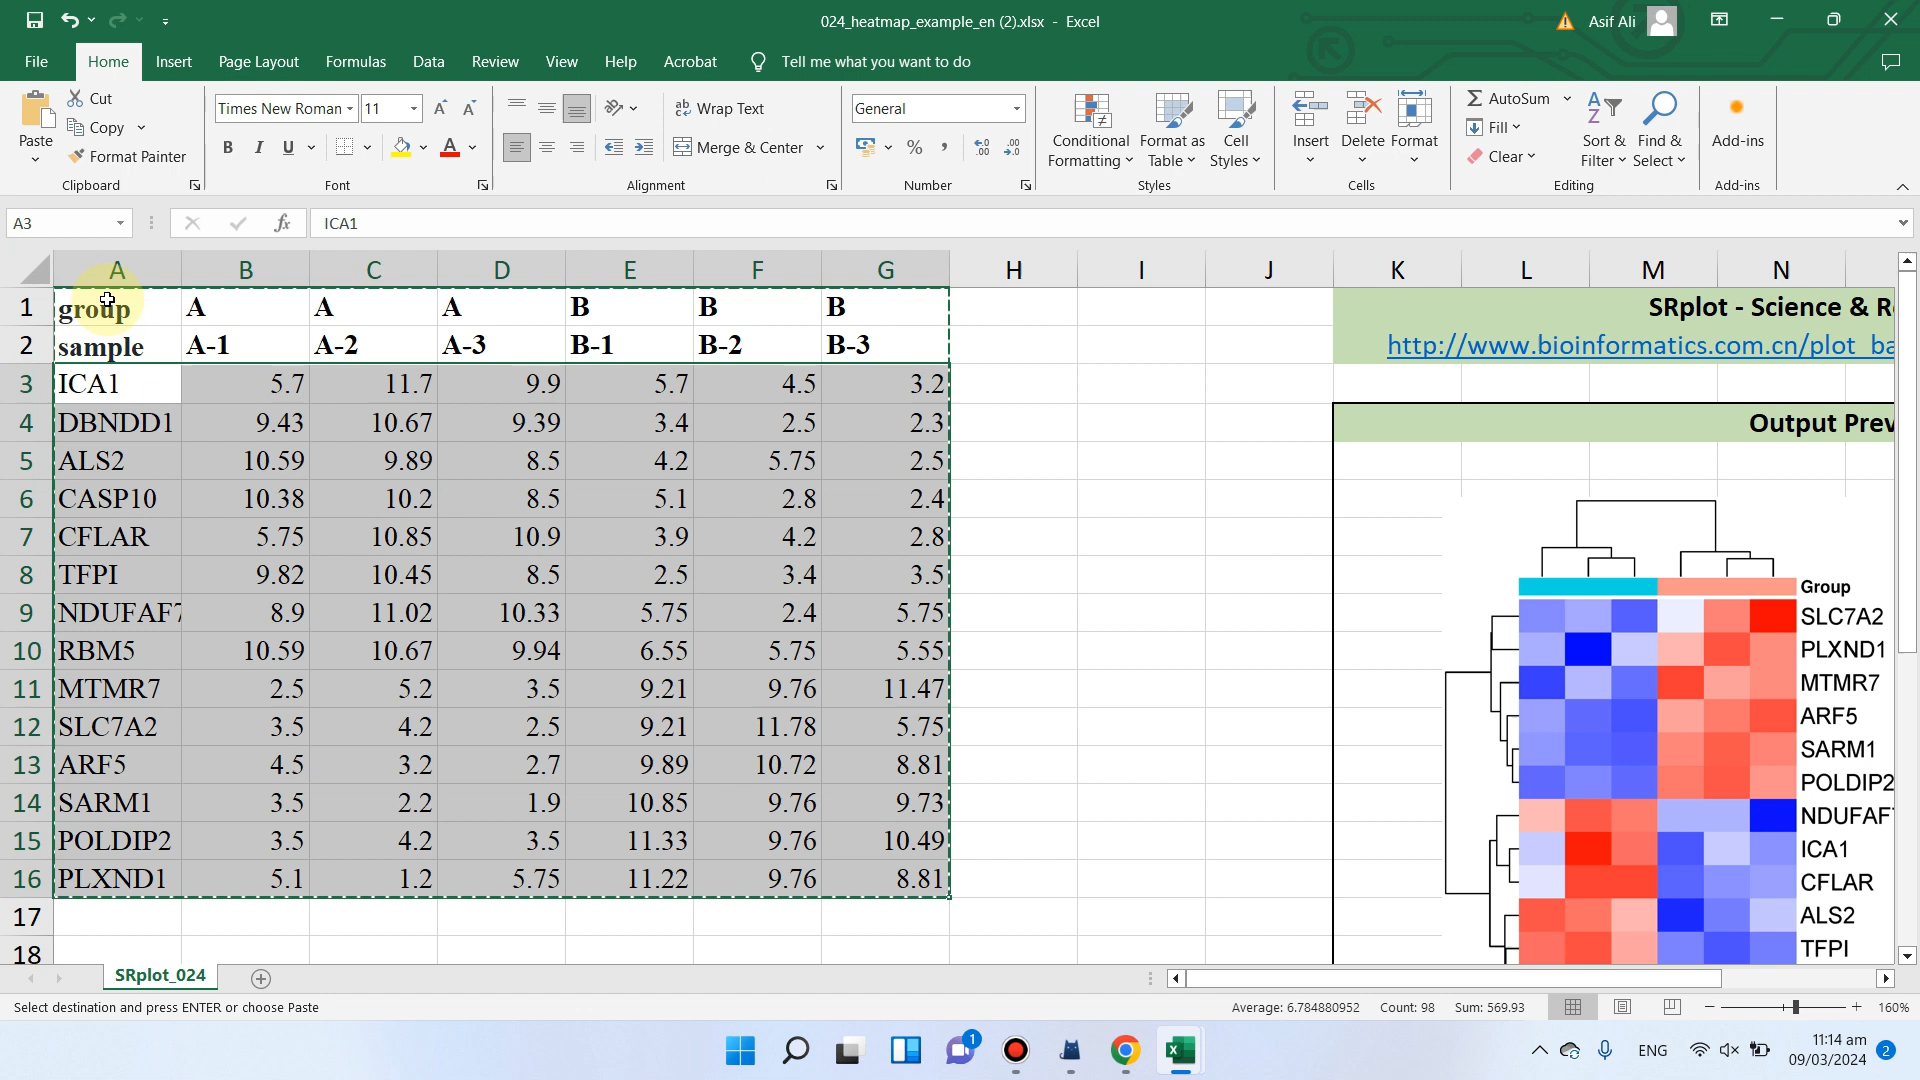 024_heatmap_example_en (2).xlsx - Excel
Asif Ali
File Home Insert Page Layout Formulas Data Review View Help Acrobat Tell me what you want to do
Paste Cut Copy Format Painter Clipboard
Times New Roman 11 B I U Font
Wrap Text Merge & Center Alignment
General % , Number
Conditional Formatting Format as Table Cell Styles Styles
Insert Delete Format Cells
AutoSum Fill Clear Sort & Filter Find & Select Editing
Add-ins Add-ins
A3 fx ICA1
A B C D E F G H I J K L M N
1 group A A A B B B
2 sample A-1 A-2 A-3 B-1 B-2 B-3
3 ICA1 5.7 11.7 9.9 5.7 4.5 3.2
4 DBNDD1 9.43 10.67 9.39 3.4 2.5 2.3
5 ALS2 10.59 9.89 8.5 4.2 5.75 2.5
6 CASP10 10.38 10.2 8.5 5.1 2.8 2.4
7 CFLAR 5.75 10.85 10.9 3.9 4.2 2.8
8 TFPI 9.82 10.45 8.5 2.5 3.4 3.5
9 NDUFAF7 8.9 11.02 10.33 5.75 2.4 5.75
10 RBM5 10.59 10.67 9.94 6.55 5.75 5.55
11 MTMR7 2.5 5.2 3.5 9.21 9.76 11.47
12 SLC7A2 3.5 4.2 2.5 9.21 11.78 5.75
13 ARF5 4.5 3.2 2.7 9.89 10.72 8.81
14 SARM1 3.5 2.2 1.9 10.85 9.76 9.73
15 POLDIP2 3.5 4.2 3.5 11.33 9.76 10.49
16 PLXND1 5.1 1.2 5.75 11.22 9.76 8.81
17
18
SRplot - Science & R
http://www.bioinformatics.com.cn/plot_ba
Output Prev
Group
SLC7A2
PLXND1
MTMR7
ARF5
SARM1
POLDIP2
NDUFAF
ICA1
CFLAR
ALS2
TFPI
SRplot_024
Select destination and press ENTER or choose Paste
Average: 6.784880952 Count: 98 Sum: 569.93
160%
1
ENG
11:14 am
09/03/2024
2